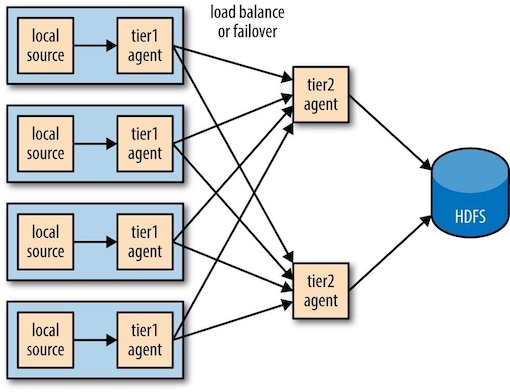 load balance
or failover
local
source
tier1
agent
tier2
agent
local
source
tier1
agent
HDFS
local
source
tier1
agent
tier2
agent
local
source
tier1
agent